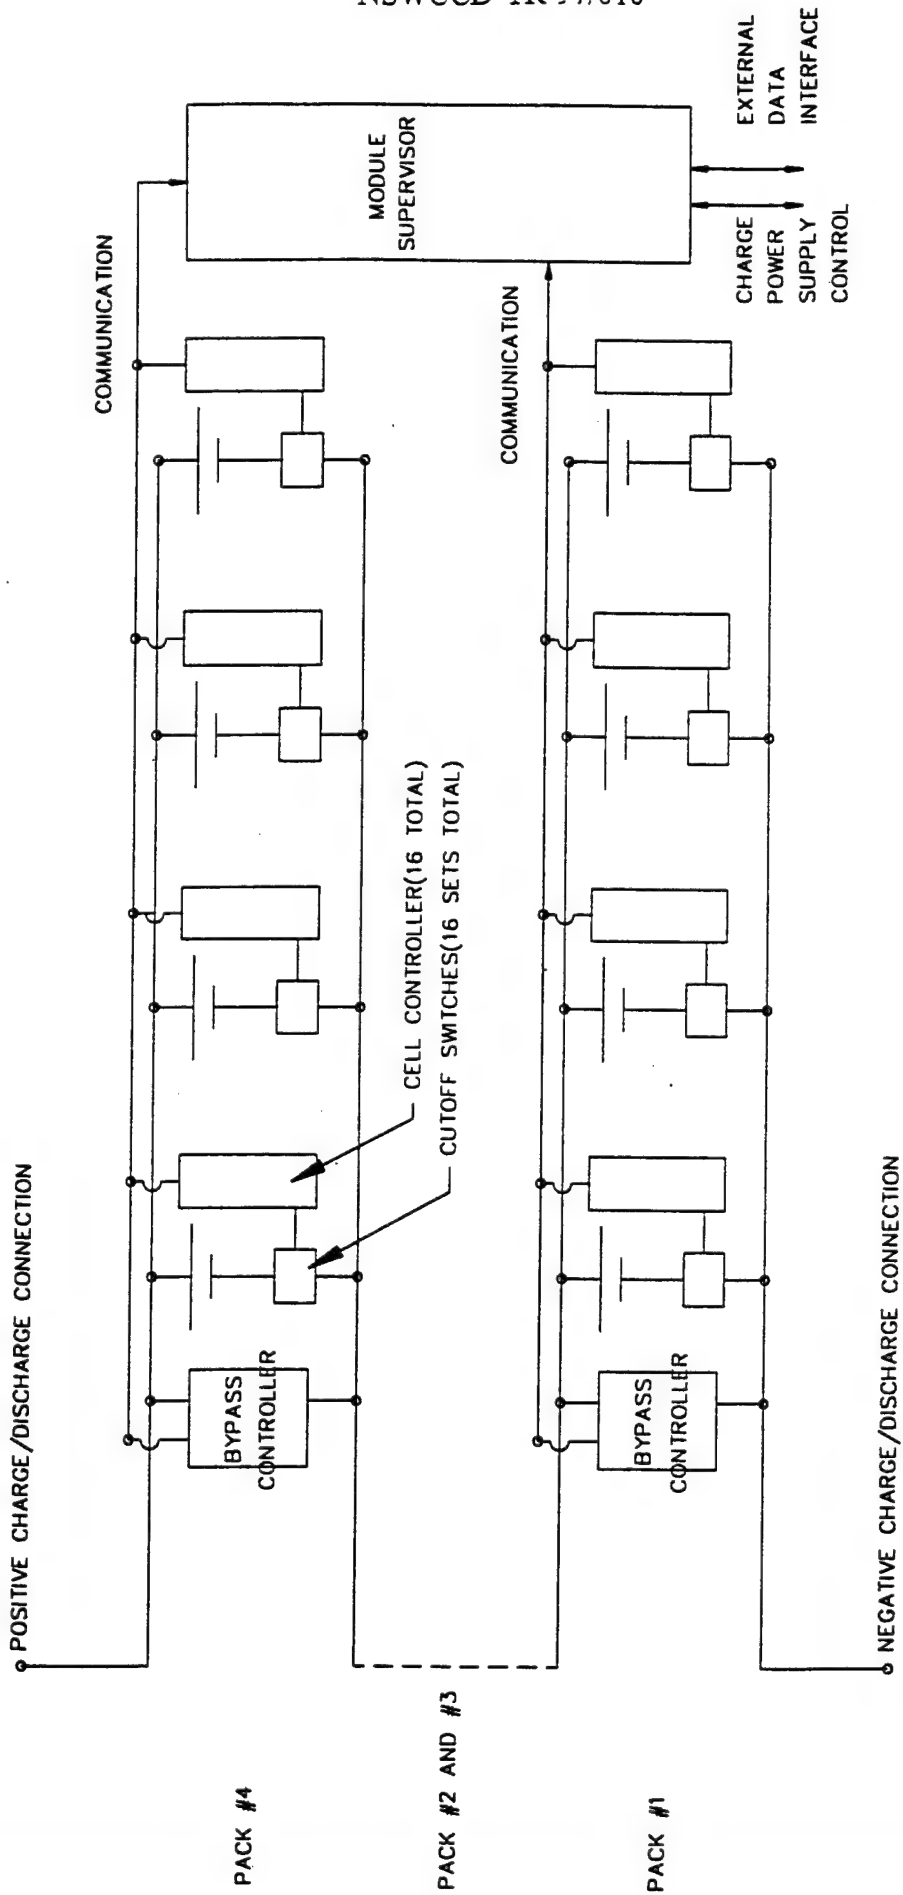 POSITIVE CHARGE/DISCHARGE CONNECTION
COMMUNICATION
PACK #4
BYPASS
CONTROLLER
MODULE
SUPERVISOR
CELL CONTROLLER(16 TOTAL)
CUTOFF SWITCHES(16 SETS TOTAL)
PACK #2 AND #3
COMMUNICATION
PACK #1
BYPASS
CONTROLLER
CHARGE
POWER
SUPPLY
CONTROL
EXTERNAL
DATA
INTERFACE
NEGATIVE CHARGE/DISCHARGE CONNECTION